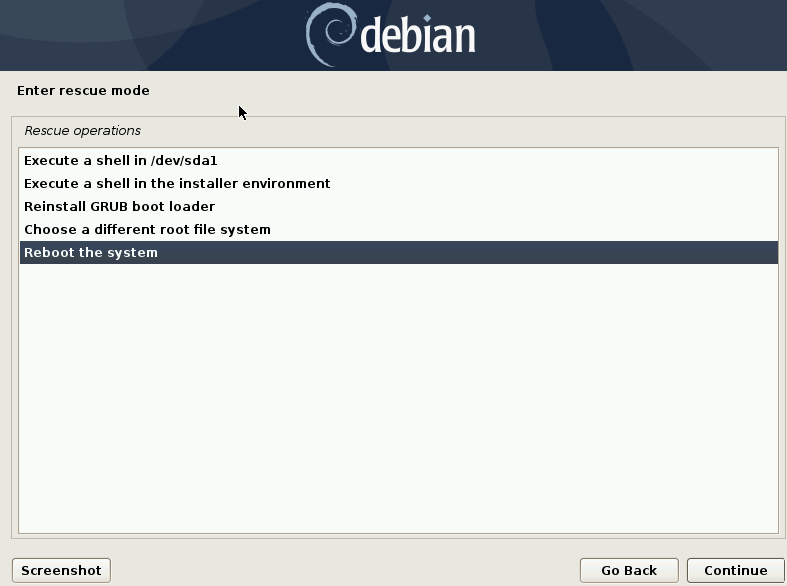 debian
Enter rescue mode
Rescue operations
Execute a shell in /dev/sda1
Execute a shell in the installer environment
Reinstall GRUB boot loader
Choose a different root file system
Reboot the system
Screenshot
Go Back
Continue